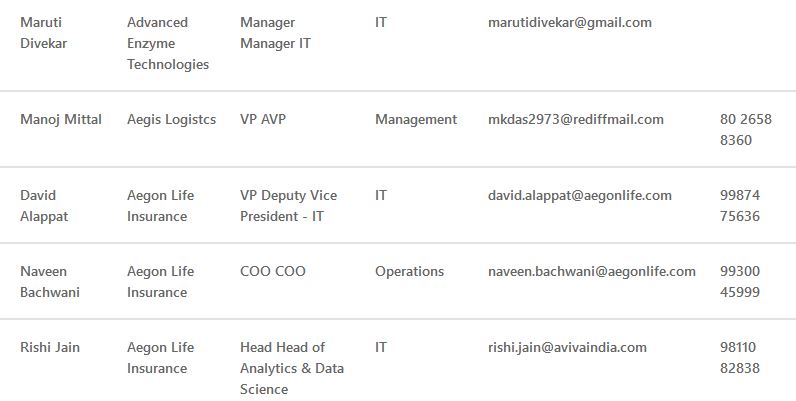 Maruti Advanced Manager IT marutidivekar@gmail.com
Divekar Enzyme Manager IT
Technologies
Manoj Mittal Aegis Logistcs VP AVP Management mkdas2973@rediffmail.com 80 2658
8360
David Aegon Life VP Deputy Vice IT david.alappat@aegonlife.com 99874
Alappat Insurance President - IT 75636
Naveen Aegon Life COO COO Operations naveen.bachwani@aegonlife.com 99300
Bachwani Insurance 45999
Rishi Jain Aegon Life Head Head of IT rishi.jain@avivaindia.com 98110
Insurance Analytics & Data 82838
Science